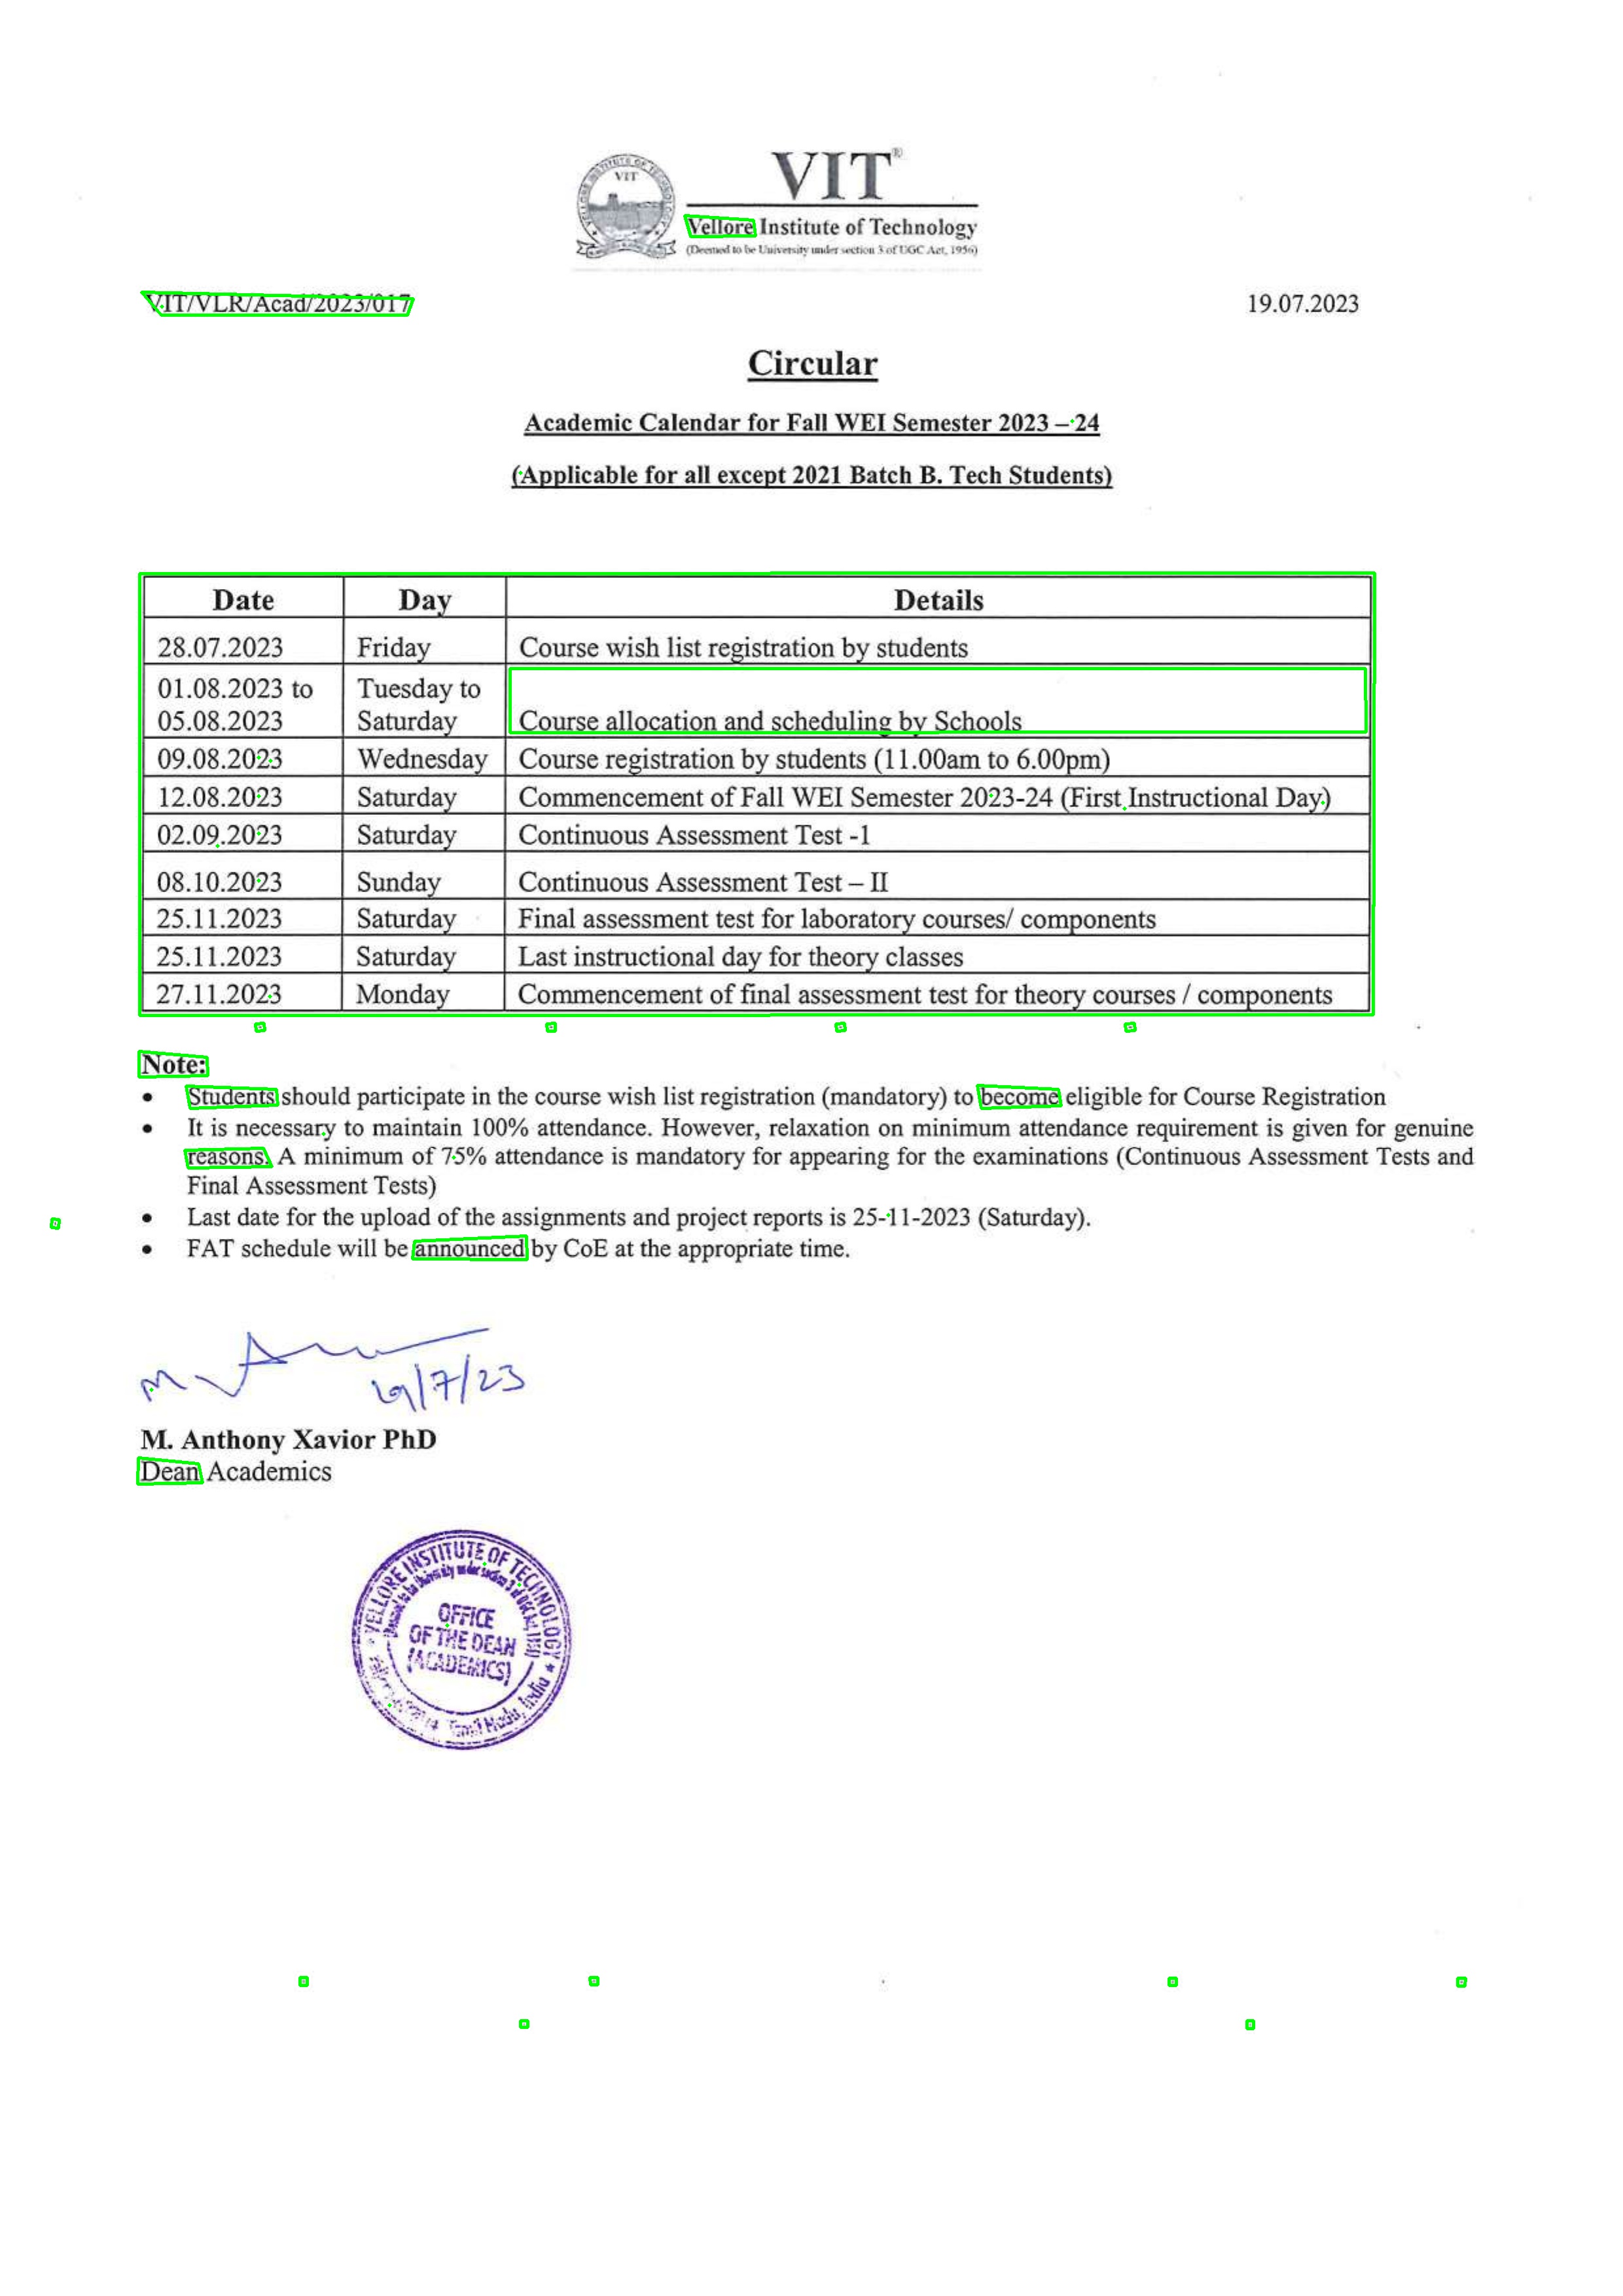 VIT
VIT®
Vellore Institute of Technology
(Deemed to be University under section 3 of UGC Act, 1956)
VIT/VLR/Acad/2023/017 19.07.2023
Circular
Academic Calendar for Fall WEI Semester 2023 – 24
(Applicable for all except 2021 Batch B. Tech Students)
Date Day Details
28.07.2023 Friday Course wish list registration by students
01.08.2023 to Tuesday to
05.08.2023 Saturday Course allocation and scheduling by Schools
09.08.2023 Wednesday Course registration by students (11.00am to 6.00pm)
12.08.2023 Saturday Commencement of Fall WEI Semester 2023-24 (First Instructional Day)
02.09.2023 Saturday Continuous Assessment Test -1
08.10.2023 Sunday Continuous Assessment Test – II
25.11.2023 Saturday Final assessment test for laboratory courses/ components
25.11.2023 Saturday Last instructional day for theory classes
27.11.2023 Monday Commencement of final assessment test for theory courses / components
Note:
• Students should participate in the course wish list registration (mandatory) to become eligible for Course Registration
• It is necessary to maintain 100% attendance. However, relaxation on minimum attendance requirement is given for genuine
reasons. A minimum of 75% attendance is mandatory for appearing for the examinations (Continuous Assessment Tests and
Final Assessment Tests)
• Last date for the upload of the assignments and project reports is 25-11-2023 (Saturday).
• FAT schedule will be announced by CoE at the appropriate time.
19/7/23
M. Anthony Xavior PhD
Dean Academics
VELLORE INSTITUTE OF TECHNOLOGY
OFFICE
OF THE DEAN
(ACADEMICS)
Tamil Nadu, India